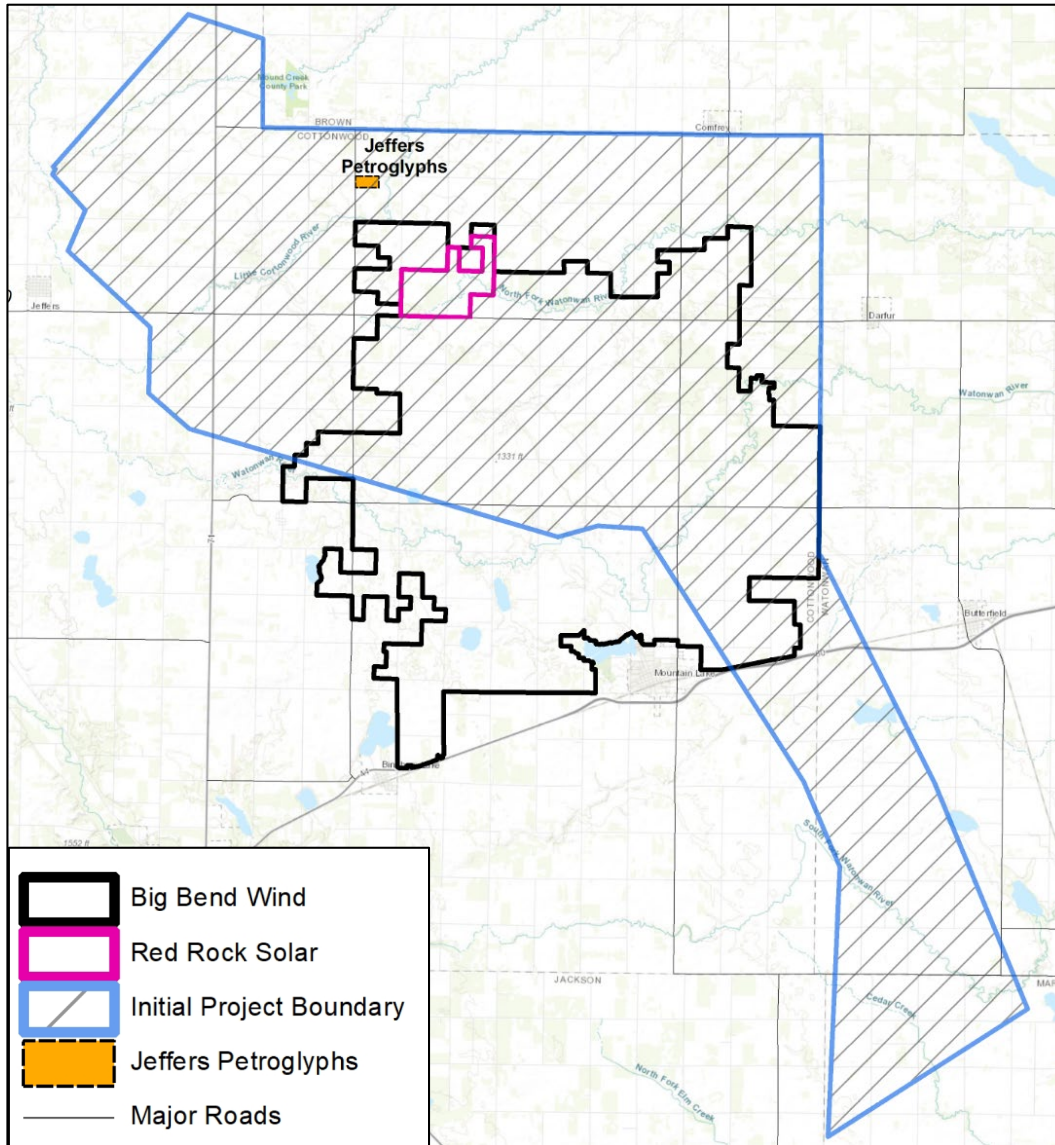 Mound Creek
County Park
BROWN
COTTONWOOD
Comfrey
Jeffers
Petroglyphs
Little Cottonwood River
Jeffers
North Fork Watonwan River
Darfur
Watonwan River
1331 ft
Watonwan
71
COTTONWOOD
WATONWAN
Butterfield
Mountain Lake
South Fork Watonwan River
1552 ft
JACKSON
MAR
Cedar Creek
North Fork Elm Creek
Big Bend Wind
Red Rock Solar
Initial Project Boundary
Jeffers Petroglyphs
Major Roads